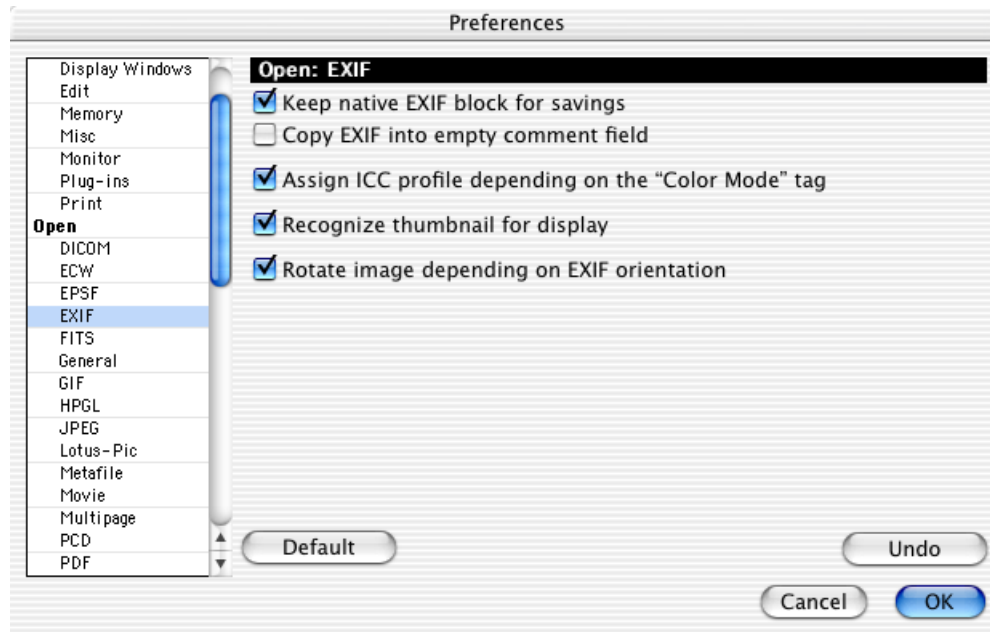 Preferences
Display Windows
Edit
Memory
Misc
Monitor
Plug-ins
Print
Open
DICOM
ECW
EPSF
EXIF
FITS
General
GIF
HPGL
JPEG
Lotus-Pic
Metafile
Movie
Multipage
PCD
PDF
Open: EXIF
Keep native EXIF block for savings
Copy EXIF into empty comment field
Assign ICC profile depending on the “Color Mode” tag
Recognize thumbnail for display
Rotate image depending on EXIF orientation
Default
Undo
Cancel
OK